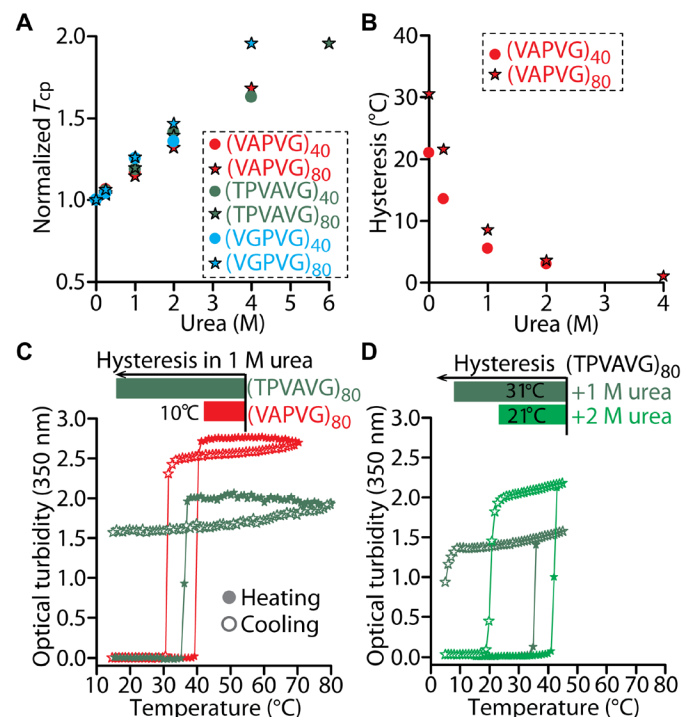 A
Normalized Tcp
2.0
1.5
1.0
0.5
0 1 2 3 4 5 6
Urea (M)
(VAPVG)40
(VAPVG)80
(TPVAVG)40
(TPVAVG)80
(VGPVG)40
(VGPVG)80
B
Hysteresis (°C)
40
30
20
10
0
0 1 2 3 4
Urea (M)
(VAPVG)40
(VAPVG)80
C
Hysteresis in 1 M urea
(TPVAVG)80
10°C
(VAPVG)80
Optical turbidity (350 nm)
3.0
2.5
2.0
1.5
1.0
0.5
0.0
Heating
Cooling
10 20 30 40 50 60 70 80
Temperature (°C)
D
Hysteresis
(TPVAVG)80
31°C
+1 M urea
21°C
+2 M urea
Optical turbidity (350 nm)
3.0
2.5
2.0
1.5
1.0
0.5
0.0
0 10 20 30 40 50 60 70 80
Temperature (°C)